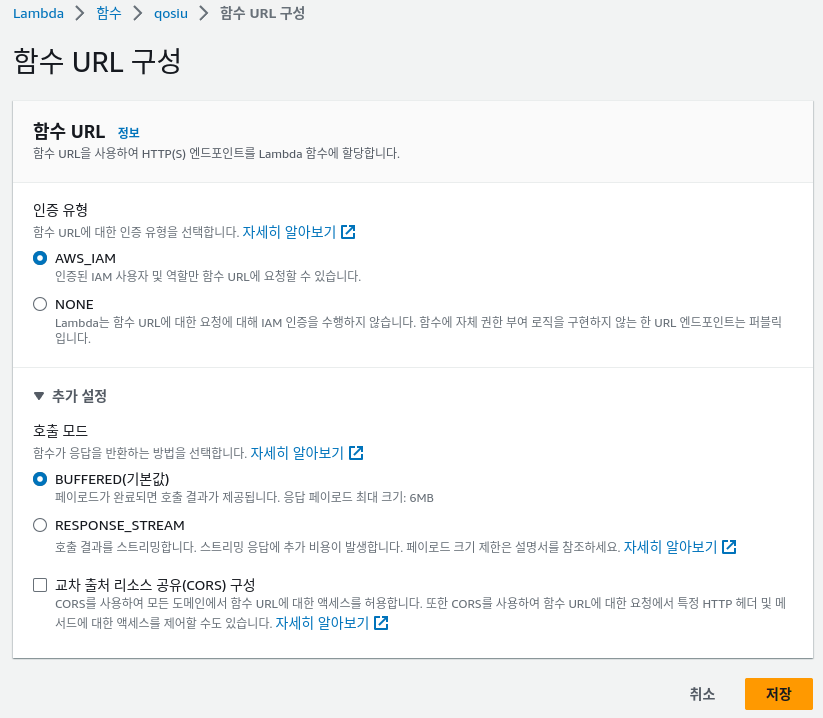 Lambda > 함수 > qosiu > 함수 URL 구성
함수 URL 구성
함수 URL 정보
함수 URL을 사용하여 HTTP(S) 엔드포인트를 Lambda 함수에 할당합니다.
인증 유형
함수 URL에 대한 인증 유형을 선택합니다. 자세히 알아보기
AWS_IAM
인증된 IAM 사용자 및 역할만 함수 URL에 요청할 수 있습니다.
NONE
Lambda는 함수 URL에 대한 요청에 대해 IAM 인증을 수행하지 않습니다. 함수에 자체 권한 부여 로직을 구현하지 않는 한 URL 엔드포인트는 퍼블릭
입니다.
추가 설정
호출 모드
함수가 응답을 반환하는 방법을 선택합니다. 자세히 알아보기
BUFFERED(기본값)
페이로드가 완료되면 호출 결과가 제공됩니다. 응답 페이로드 최대 크기: 6MB
RESPONSE_STREAM
호출 결과를 스트리밍합니다. 스트리밍 응답에 추가 비용이 발생합니다. 페이로드 크기 제한은 설명서를 참조하세요. 자세히 알아보기
교차 출처 리소스 공유(CORS) 구성
CORS를 사용하여 모든 도메인에서 함수 URL에 대한 액세스를 허용합니다. 또한 CORS를 사용하여 함수 URL에 대한 요청에서 특정 HTTP 헤더 및 메
서드에 대한 액세스를 제어할 수도 있습니다. 자세히 알아보기
취소 저장